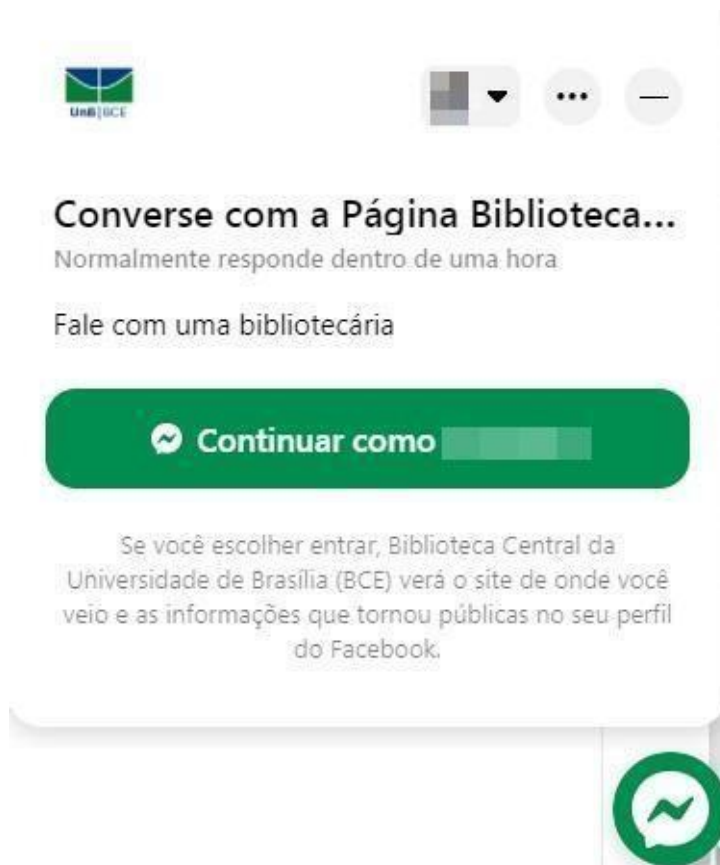 UnB|BCE
Converse com a Página Biblioteca...
Normalmente responde dentro de uma hora
Fale com uma bibliotecária
Continuar como
Se você escolher entrar, Biblioteca Central da
Universidade de Brasília (BCE) verá o site de onde você
veio e as informações que tornou públicas no seu perfil
do Facebook.